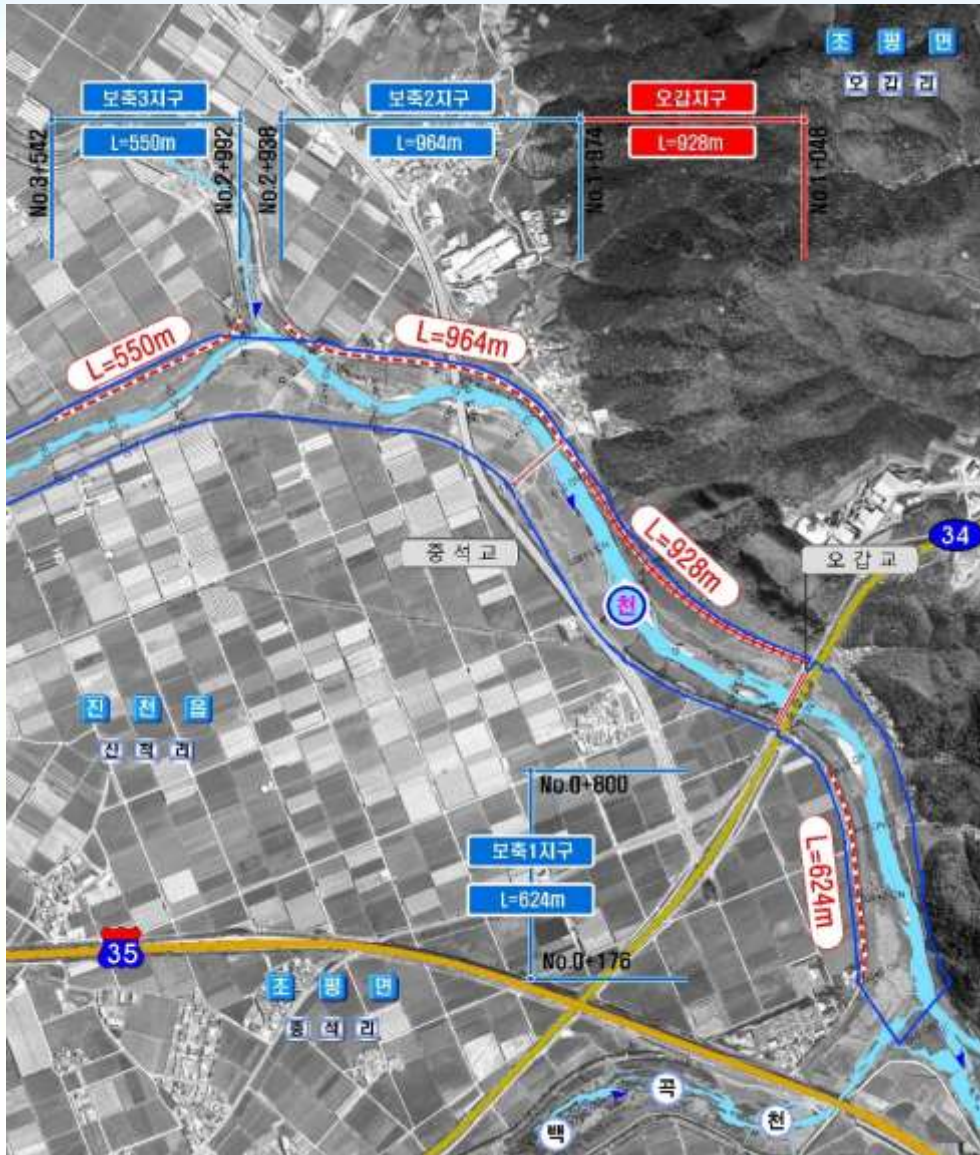 조 평 면
오 갑 리
보축3지구
보축2지구
오갑지구
L=550m
L=964m
L=928m
No.3+542
No.2+992
No.2+938
No.1+974
No.1+048
L=550m
L=964m
L=928m
34
중 석 교
오 갑 교
천
진 천 읍
신 척 리
No.0+800
보축1지구
L=624m
No.0+176
L=624m
35
조 평 면
중 석 리
백 곡 천